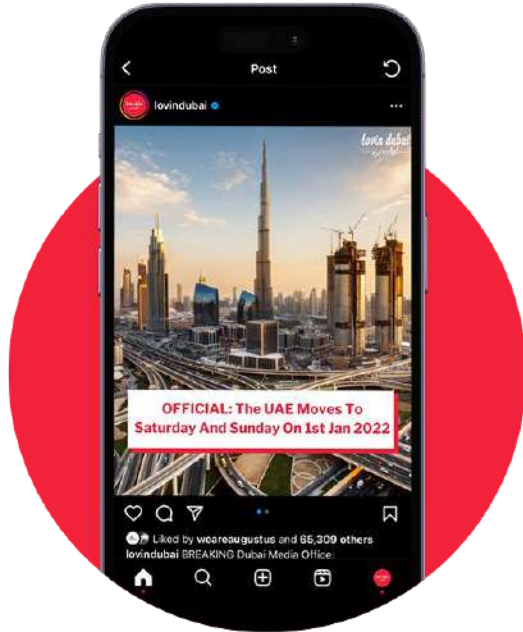 Post
lovindubai
lovin dubai
OFFICIAL: The UAE Moves To
Saturday And Sunday On 1st Jan 2022
Liked by weareaugustus and 65,309 others
lovindubai BREAKING Dubai Media Office: